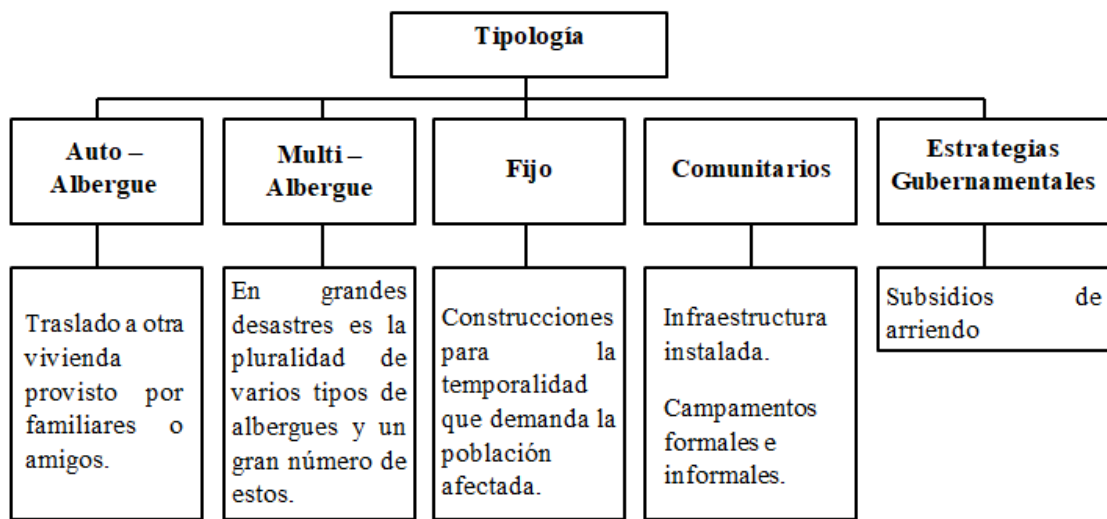 Tipología
Auto –
Albergue
Multi –
Albergue
Fijo
Comunitarios
Estrategias
Gubernamentales
Traslado a otra
vivienda
provisto por
familiares o
amigos.
En grandes
desastres es la
pluralidad de
varios tipos de
albergues y un
gran número de
estos.
Construcciones
para la
temporalidad
que demanda la
población
afectada.
Infraestructura
instalada.
Campamentos
formales e
informales.
Subsidios de
arriendo